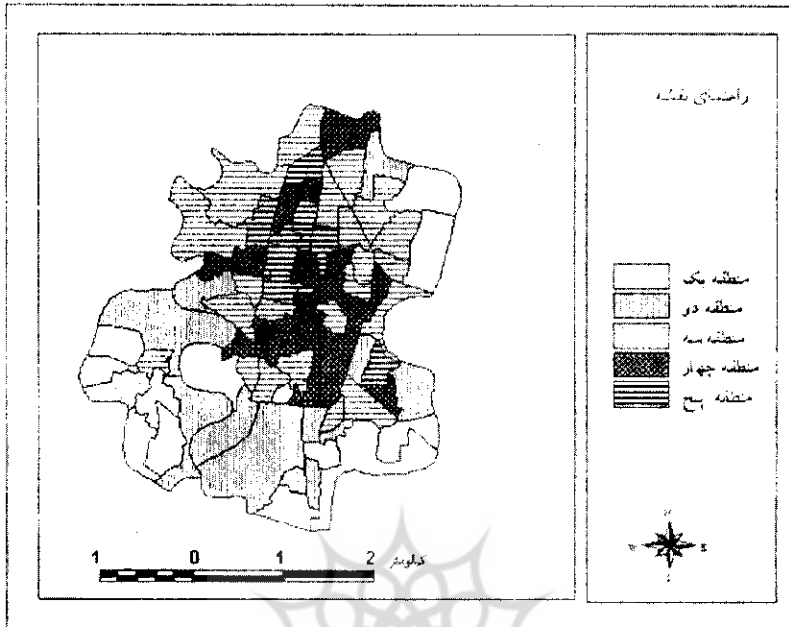 راهنمای نقشه
منطقه یک
منطقه دو
منطقه سه
منطقه چهار
منطقه پنج
1 0 1 2 کیلومتر